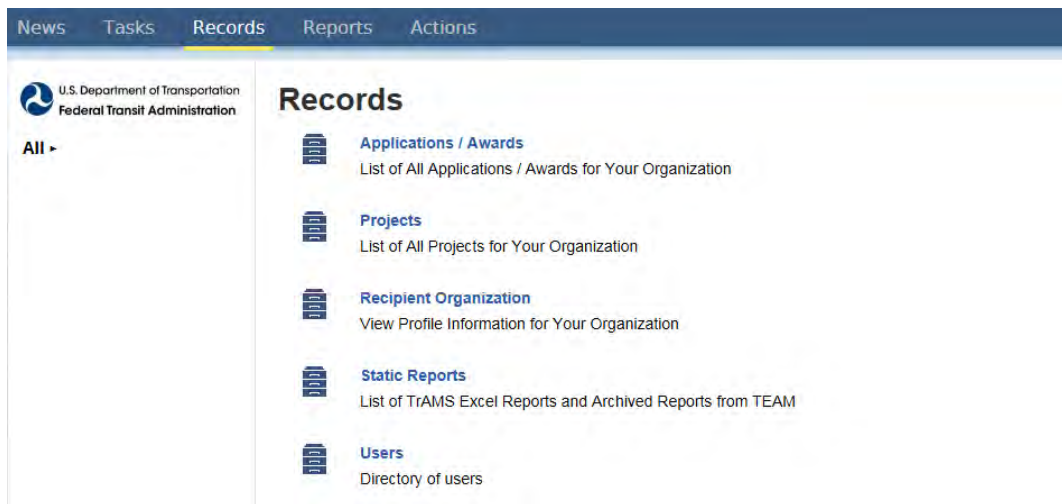 News Tasks Records Reports Actions
U.S. Department of Transportation
Federal Transit Administration
All ▸
Records
Applications / Awards
List of All Applications / Awards for Your Organization
Projects
List of All Projects for Your Organization
Recipient Organization
View Profile Information for Your Organization
Static Reports
List of TrAMS Excel Reports and Archived Reports from TEAM
Users
Directory of users